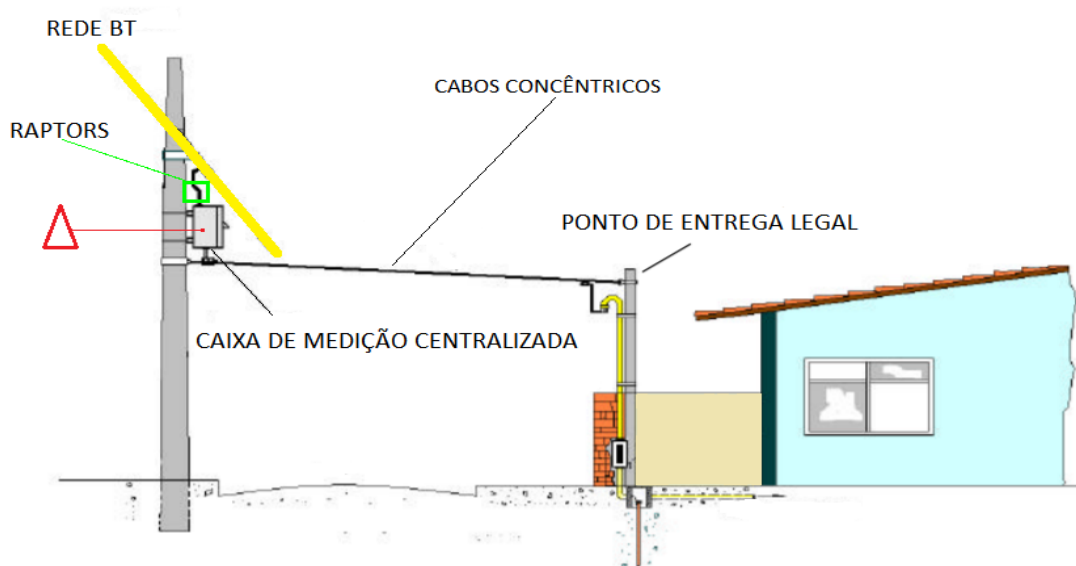 REDE BT
CABOS CONCÊNTRICOS
RAPTORS
PONTO DE ENTREGA LEGAL
CAIXA DE MEDIÇÃO CENTRALIZADA